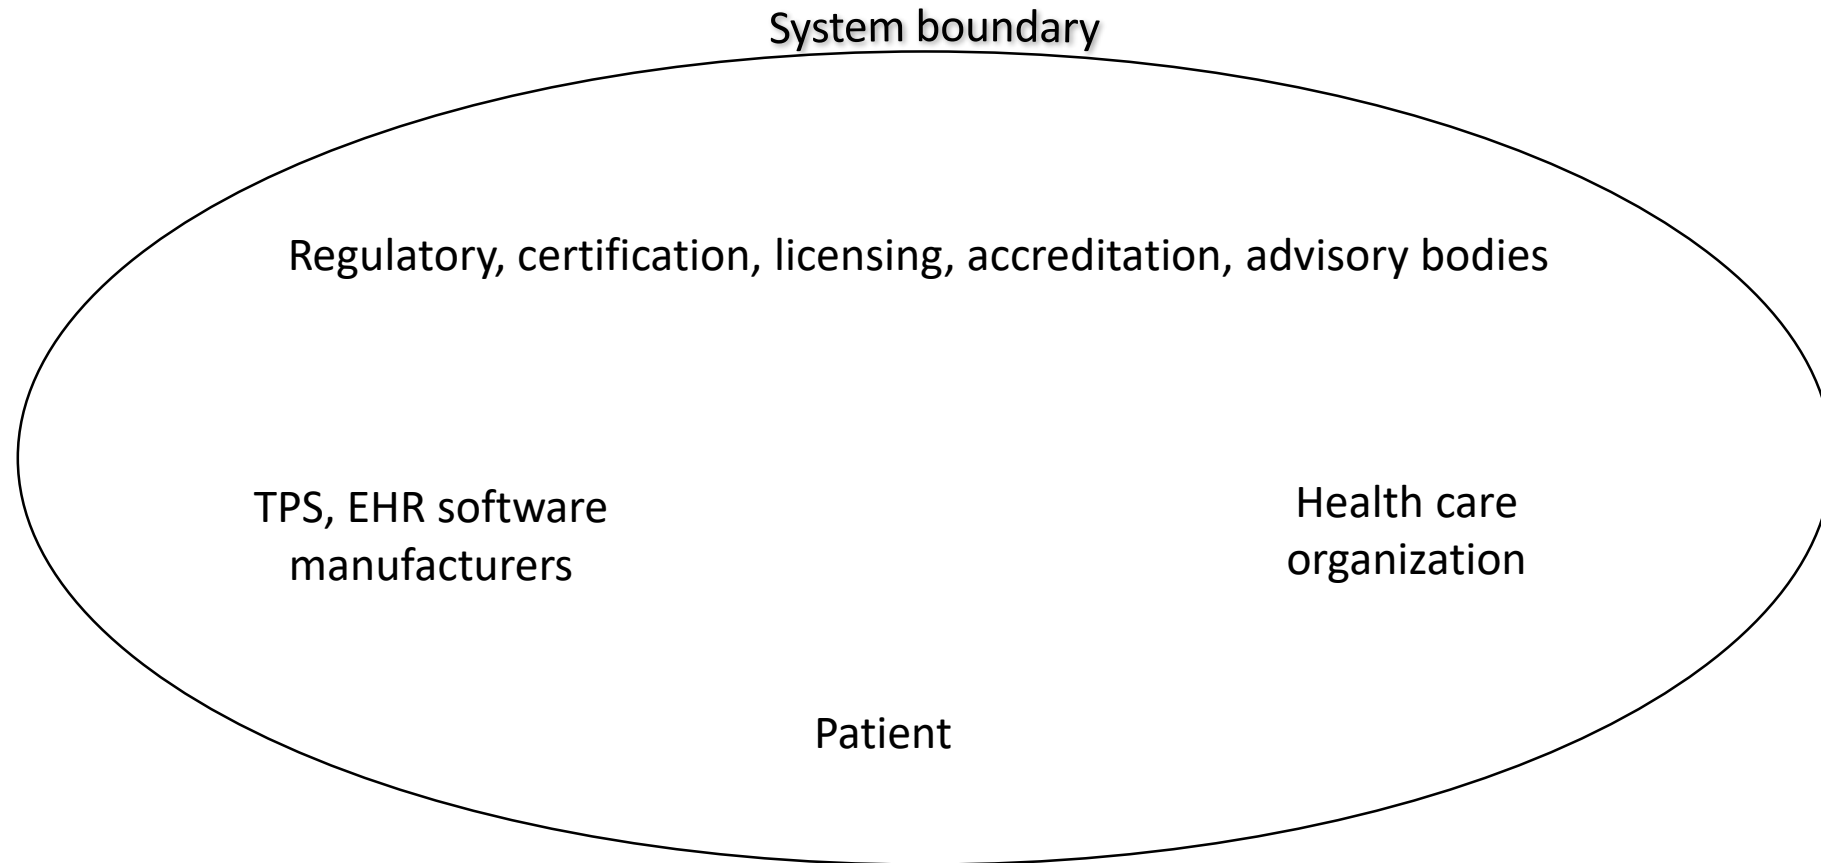 System boundary
Regulatory, certification, licensing, accreditation, advisory bodies
TPS, EHR software
manufacturers
Health care
organization
Patient